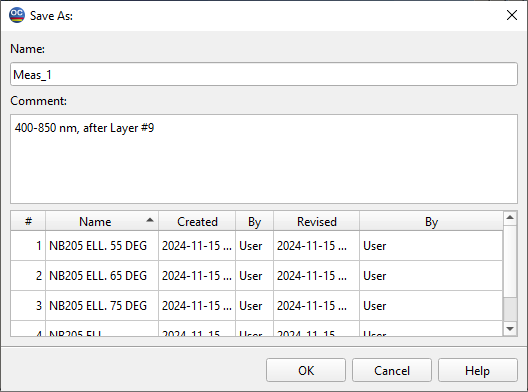 OC Save As:
Name:
Meas_1
Comment:
400-850 nm, after Layer #9
# Name Created By Revised By
1 NB205 ELL. 55 DEG 2024-11-15 ... User 2024-11-15 ... User
2 NB205 ELL. 65 DEG 2024-11-15 ... User 2024-11-15 ... User
3 NB205 ELL. 75 DEG 2024-11-15 ... User 2024-11-15 ... User
4 NB205 ELL 2024-11-15 User 2024-11-15 User
OK Cancel Help